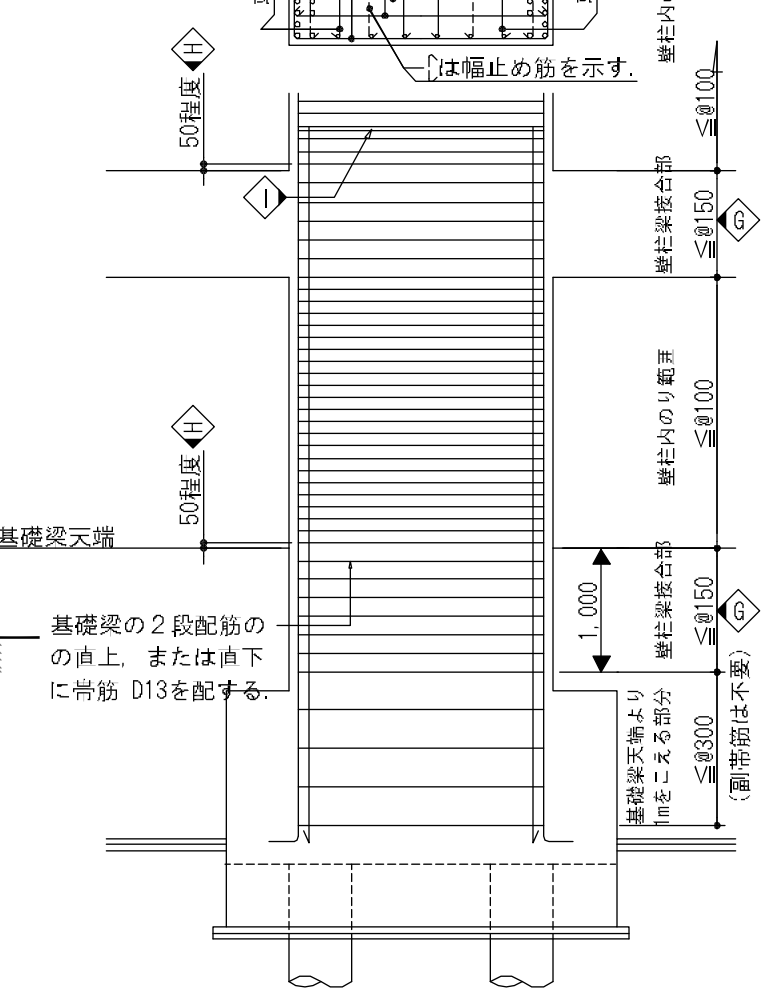 は幅止め筋を示す.
H
50程度
I
≦@100
壁柱梁接合部
≦@150
G
壁柱内のり範囲
≦@100
H
50程度
基礎梁天端
1,000
壁柱梁接合部
≦@150
G
基礎梁の2段配筋の
の直上, または直下
に帯筋 D13を配する.
基礎梁天端より
1mをこえる部分
≦@300
(副帯筋は不要)